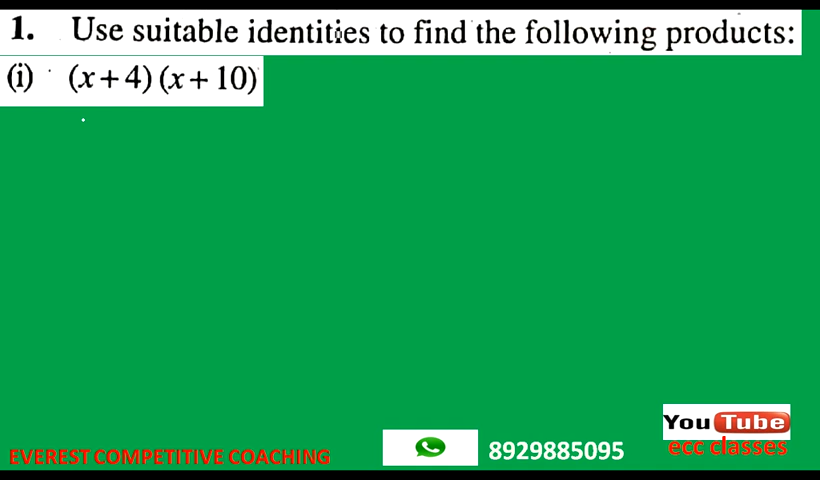 1. Use suitable identities to find the following products:
(i) (x + 4) (x + 10)
You Tube
ecc classes
8929885095
EVEREST COMPETITIVE COACHING